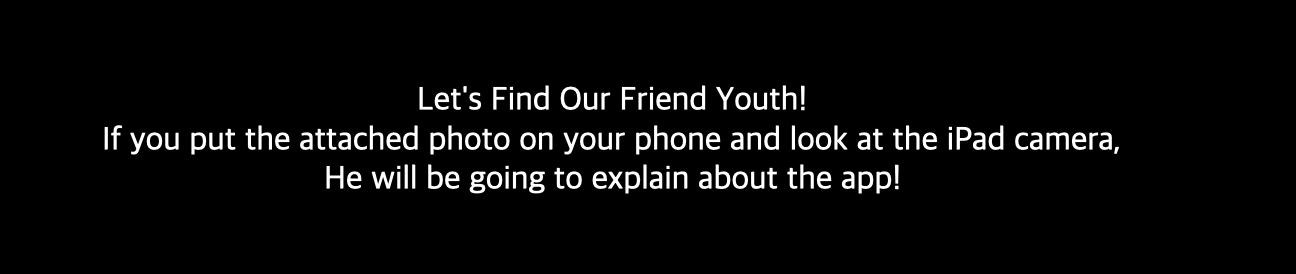 Let's Find Our Friend Youth!
If you put the attached photo on your phone and look at the iPad camera,
He will be going to explain about the app!